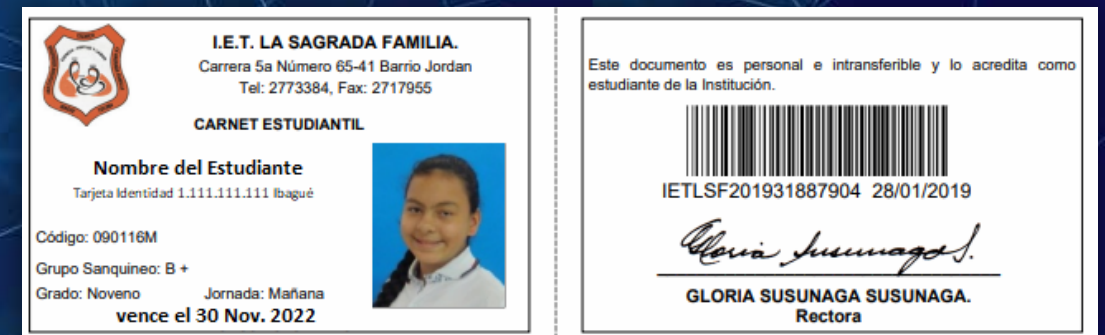 I.E.T. LA SAGRADA FAMILIA.
Carrera 5a Número 65-41 Barrio Jordan
Tel: 2773384, Fax: 2717955
CARNET ESTUDIANTIL
Nombre del Estudiante
Tarjeta Identidad 1.111.111.111 Ibagué
Código: 090116M
Grupo Sanquineo: B +
Grado: Noveno Jornada: Mañana
vence el 30 Nov. 2022
Este documento es personal e intransferible y lo acredita como
estudiante de la Institución.
IETLSF201931887904 28/01/2019
Gloria Susunaga S.
GLORIA SUSUNAGA SUSUNAGA.
Rectora